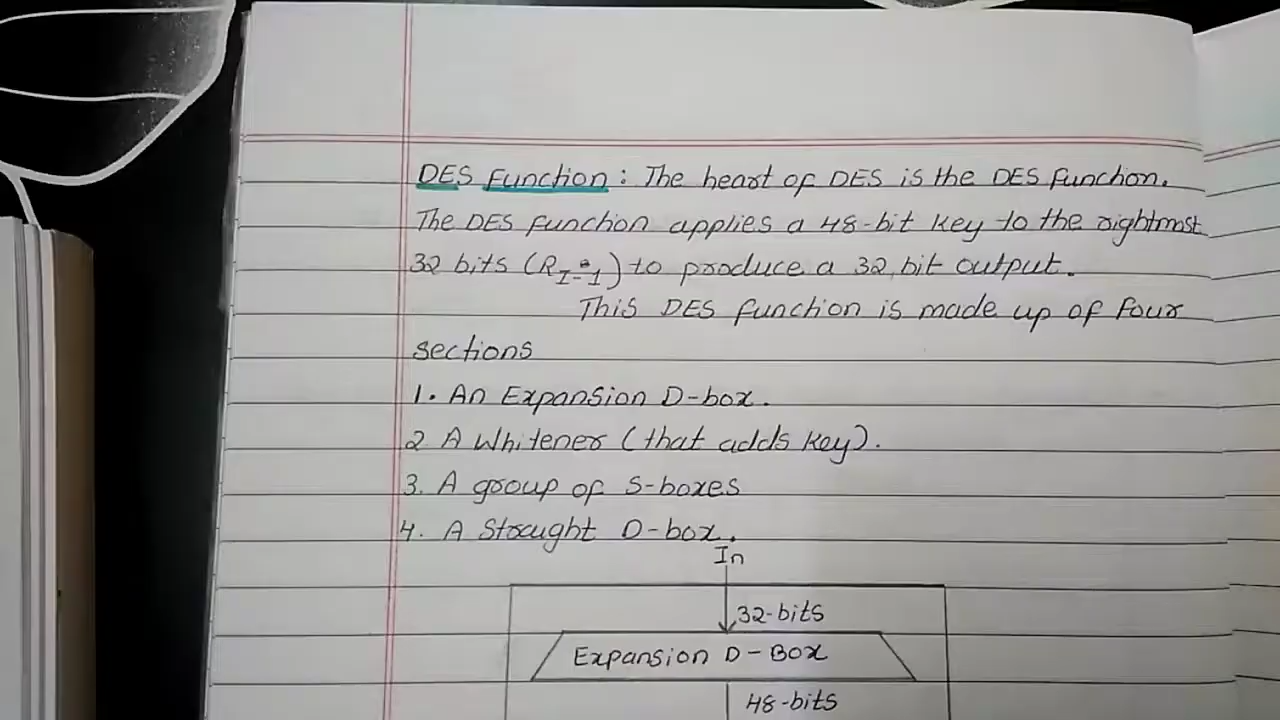 DES Function : The heart of DES is the DES function.
The DES function applies a 48-bit key to the rightmost
32 bits (R_I-1) to produce a 32 bit output.
This DES function is made up of four
sections
1. An Expansion D-box.
2. A Whitener (that adds key).
3. A group of S-boxes
4. A Straught D-box.
In
32-bits
Expansion D-Box
48-bits